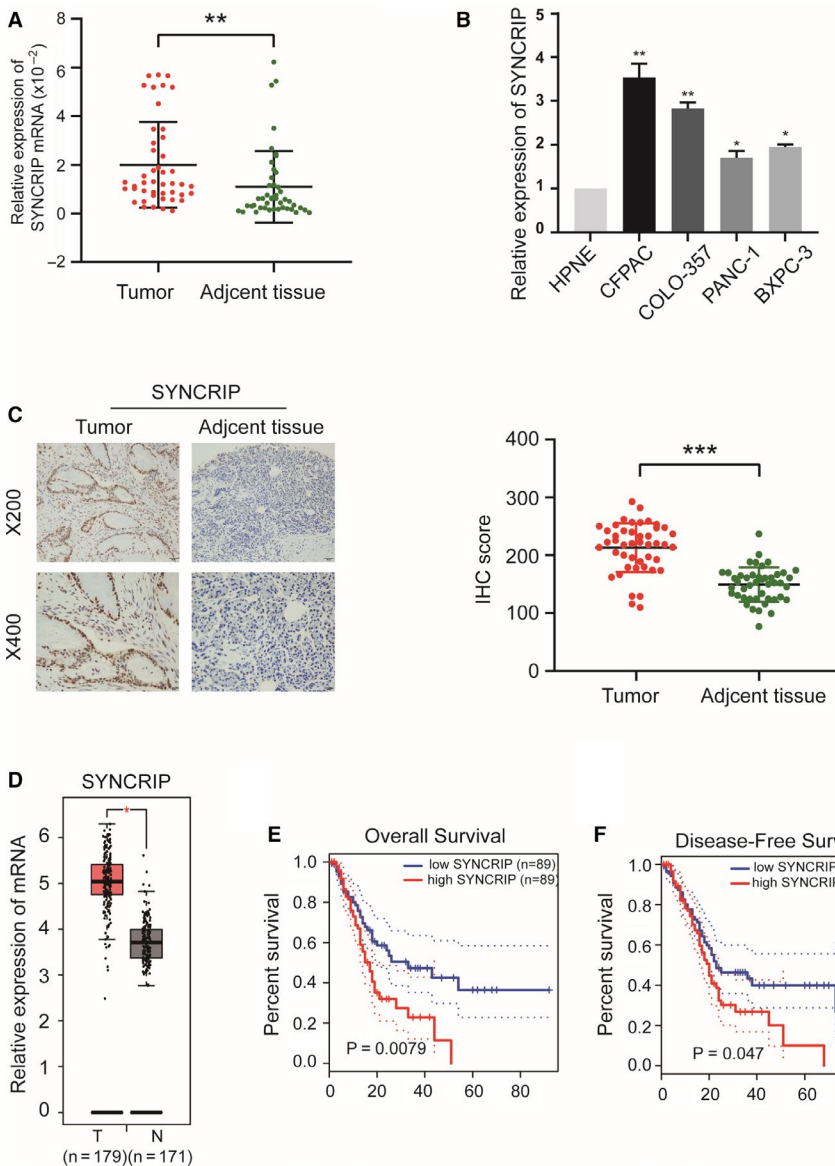 A
Relative expression of
SYNCRIP mRNA (x10−2)
8
6
4
2
0
−2
**
Tumor
Adjcent tissue
B
Relative expression of SYNCRIP
5
4
3
2
1
0
**
**
*
*
HPNE
CFPAC
COLO-357
PANC-1
BXPC-3
C
SYNCRIP
Tumor
Adjcent tissue
X200
X400
IHC score
400
300
200
100
0
***
Tumor
Adjcent tissue
D
SYNCRIP
*
Relative expression of mRNA
6
5
4
3
2
1
0
T
N
(n = 179)
(n = 171)
E
Overall Survival
low SYNCRIP (n=89)
high SYNCRIP (n=89)
Percent survival
1.0
0.8
0.6
0.4
0.2
0.0
P = 0.0079
0
20
40
60
80
F
Disease-Free Surv
low SYNCRIP
high SYNCRIP
Percent survival
1.0
0.8
0.6
0.4
0.2
0.0
P = 0.047
0
20
40
60